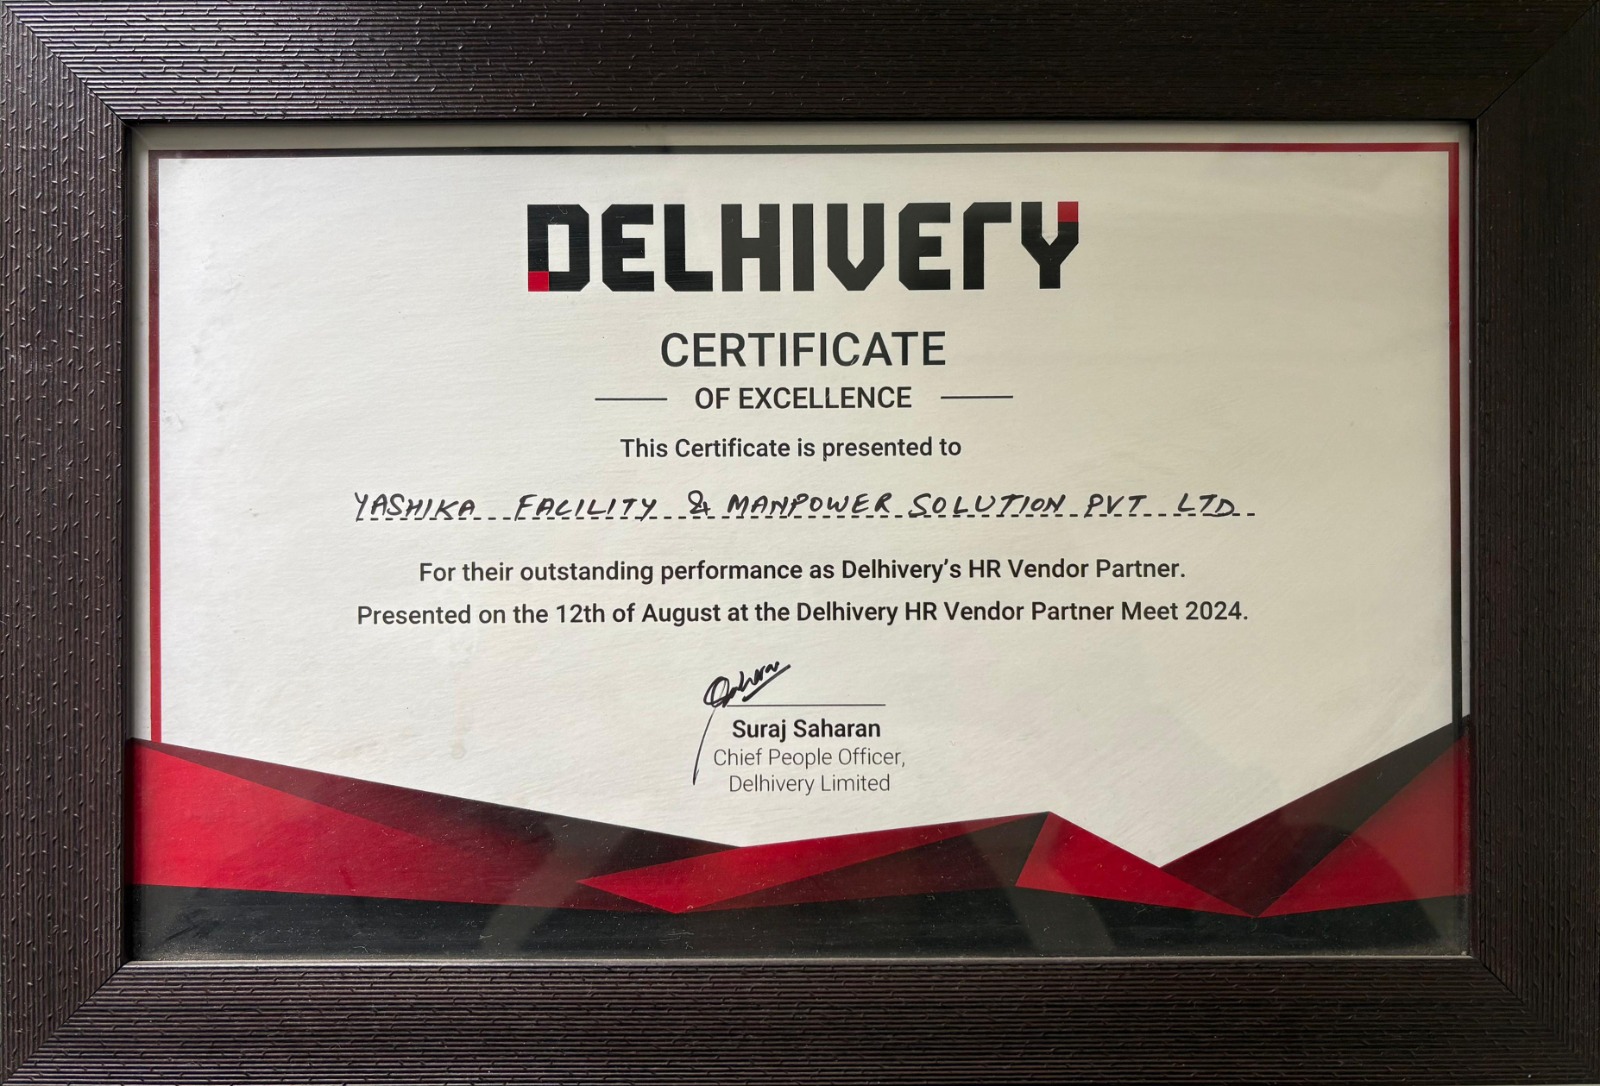 DELHIVERY
CERTIFICATE
OF EXCELLENCE
This Certificate is presented to
YASHIKA FACILITY & MANPOWER SOLUTION PVT LTD
For their outstanding performance as Delhivery's HR Vendor Partner.
Presented on the 12th of August at the Delhivery HR Vendor Partner Meet 2024.
Suraj Saharan
Chief People Officer,
Delhivery Limited